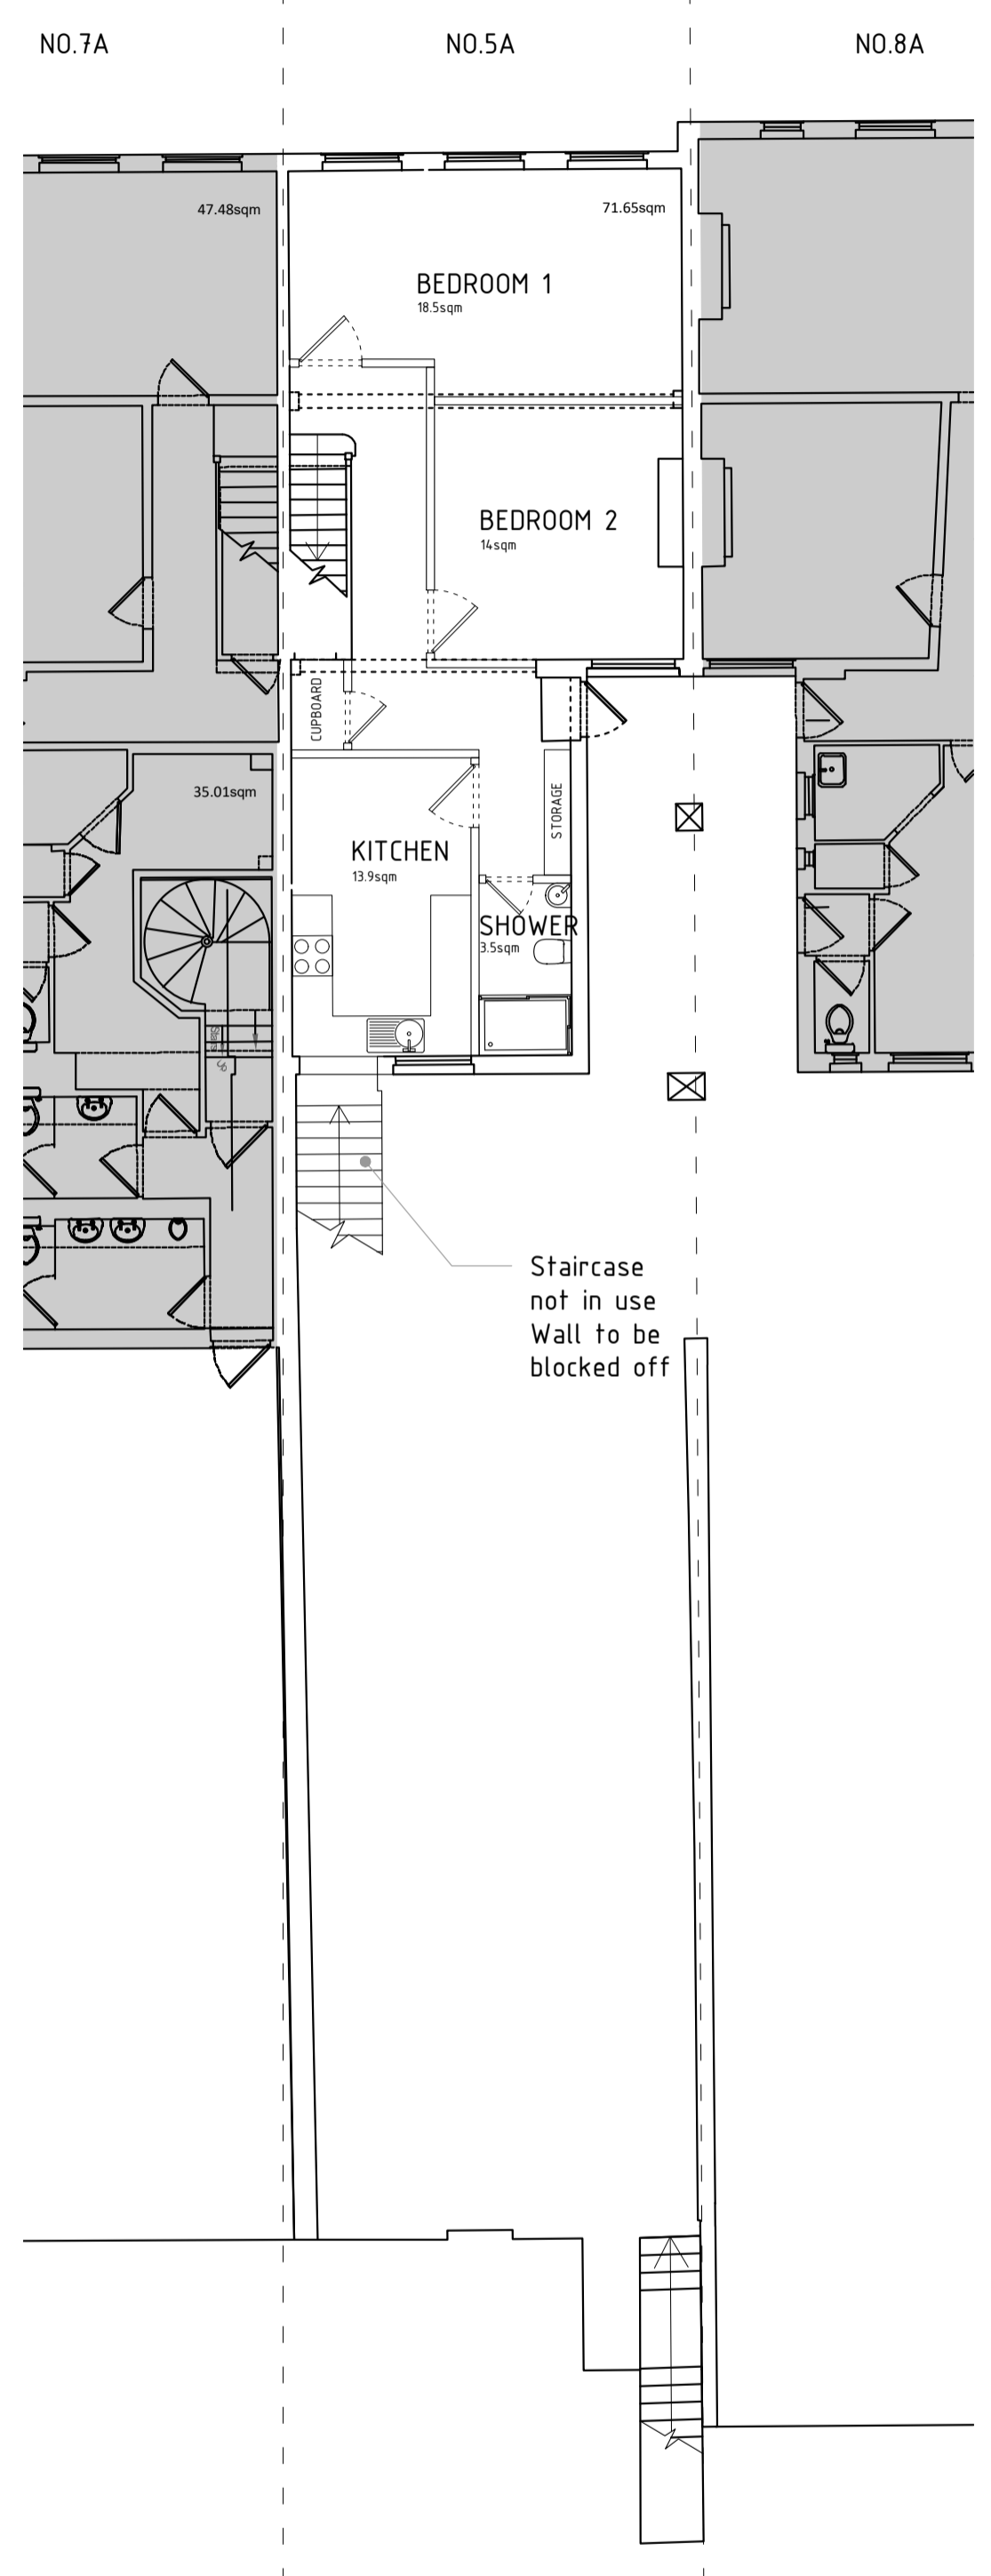 NO.7A
NO.5A
NO.8A
47.48sqm
71.65sqm
BEDROOM 1
18.5sqm
BEDROOM 2
14sqm
CUPBOARD
35.01sqm
STORAGE
KITCHEN
13.9sqm
SHOWER
3.5sqm
Stairs
Staircase
not in use
Wall to be
blocked off